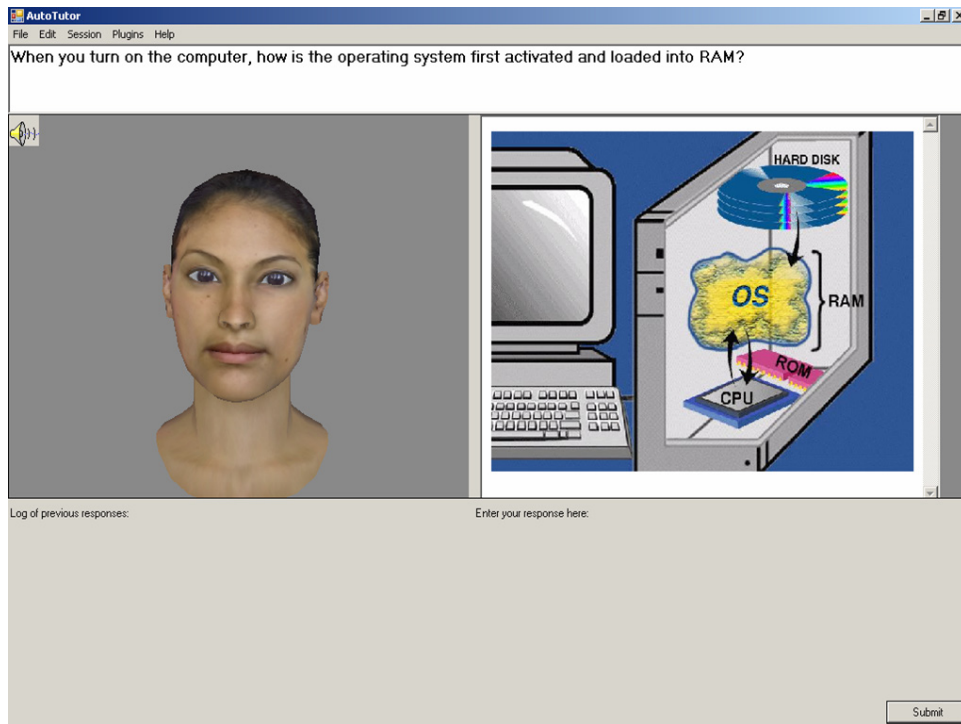 AutoTutor
File Edit Session Plugins Help
When you turn on the computer, how is the operating system first activated and loaded into RAM?
HARD DISK
OS
RAM
ROM
CPU
Log of previous responses:
Enter your response here:
Submit